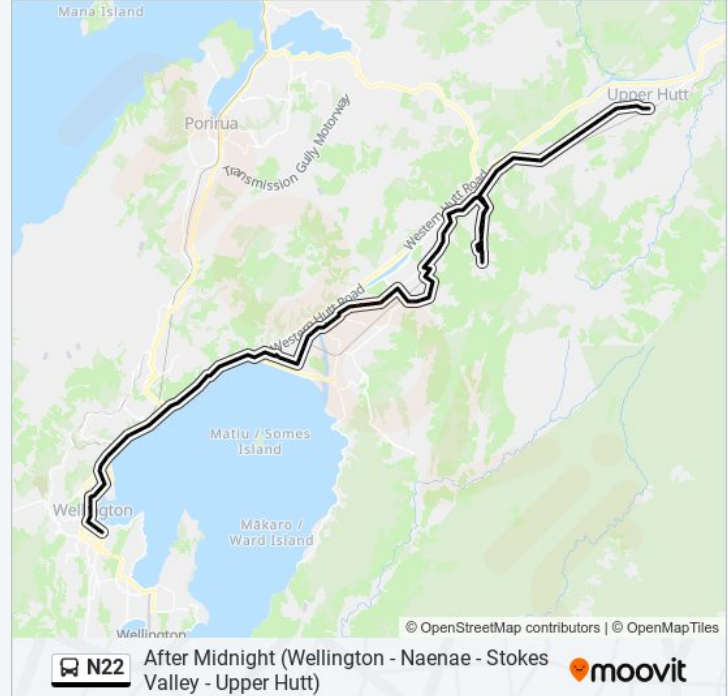 Mana Island
Upper Hutt
Porirua
Transmission Gully Motorway
Western Hutt Road
Western Hutt Road
Matiu / Somes
Island
Wellington
Mākaro /
Ward Island
Wellington
© OpenStreetMap contributors | © OpenMapTiles
N22
After Midnight (Wellington - Naenae - Stokes
Valley - Upper Hutt)
moovit